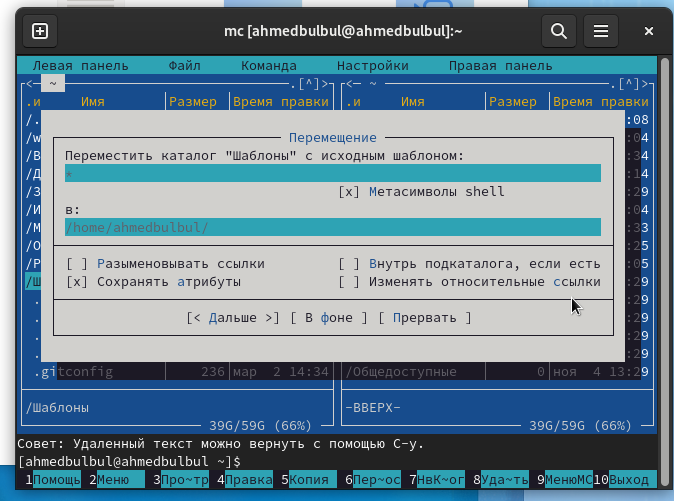 mc [ahmedbulbul@ahmedbulbul]:~
Левая панель Файл Команда Настройки Правая панель
<— ~ .[^]> <— ~ .[^]>
.и Имя Размер Время правки .и Имя Размер Время правки
/. :08
/w 04
/В 34
/Д 14
/З 29
/И 04
/М 33
/О 25
/Р 05
/Ш 29
. 29
. 29
. 29
. 29
Перемещение
Переместить каталог "Шаблоны" с исходным шаблоном:
*
[x] Метасимволы shell
в:
/home/ahmedbulbul/
[ ] Разыменовывать ссылки [ ] Внутрь подкаталога, если есть
[x] Сохранять атрибуты [ ] Изменять относительные ссылки
[< Дальше >] [ В фоне ] [ Прервать ]
.gitconfig 236 мар 2 14:34 /Общедоступные 0 ноя 4 13:29
/Шаблоны -ВВЕРХ-
39G/59G (66%) 39G/59G (66%)
Совет: Удаленный текст можно вернуть с помощью C-y.
[ahmedbulbul@ahmedbulbul ~]$
1Помощь 2Меню 3Про~тр 4Правка 5Копия 6Пер~ос 7НвК~ог 8Уда~ть 9МенюMC 10Выход